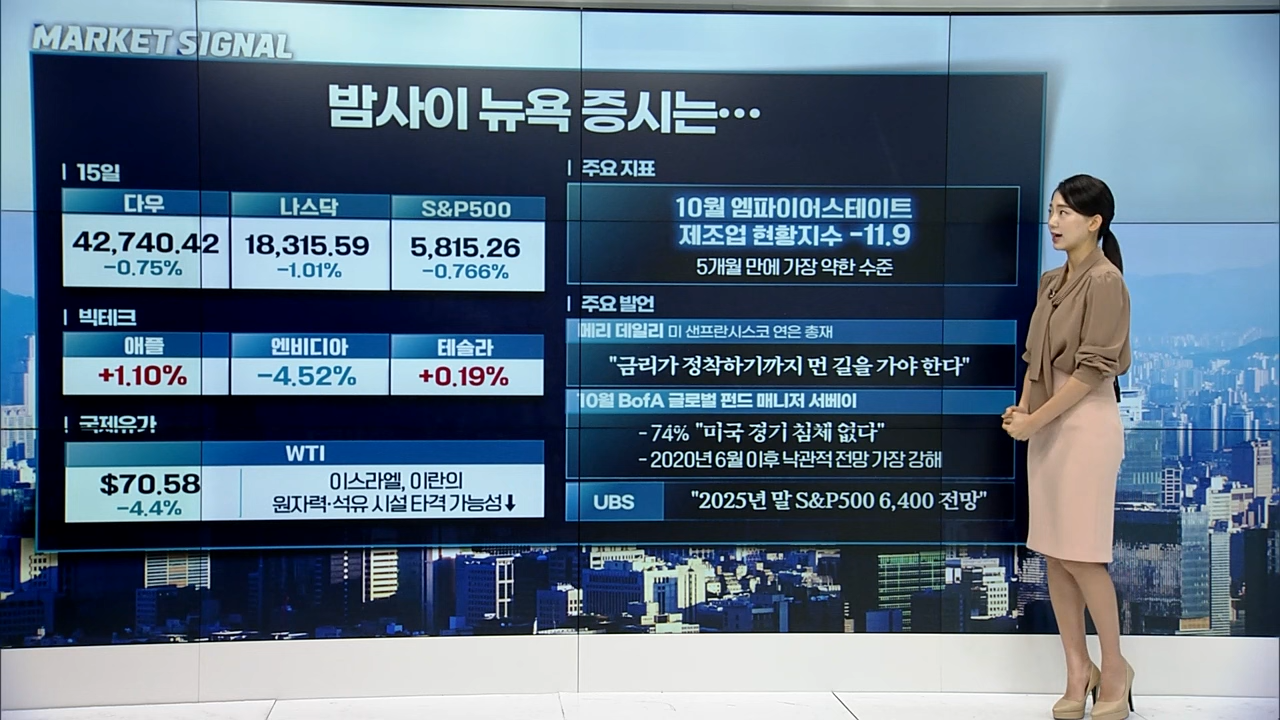 MARKET SIGNAL
밤사이 뉴욕 증시는…
15일
다우 나스닥 S&P500
42,740.42 18,315.59 5,815.26
-0.75% -1.01% -0.766%
빅테크
애플 엔비디아 테슬라
+1.10% -4.52% +0.19%
국제유가
WTI
$70.58
-4.4%
이스라엘, 이란의
원자력·석유 시설 타격 가능성↓
주요 지표
10월 엠파이어스테이트
제조업 현황지수 -11.9
5개월 만에 가장 약한 수준
주요 발언
메리 데일리 미 샌프란시스코 연은 총재
"금리가 정착하기까지 먼 길을 가야 한다"
10월 BofA 글로벌 펀드 매니저 서베이
- 74% "미국 경기 침체 없다"
- 2020년 6월 이후 낙관적 전망 가장 강해
UBS "2025년 말 S&P500 6,400 전망"